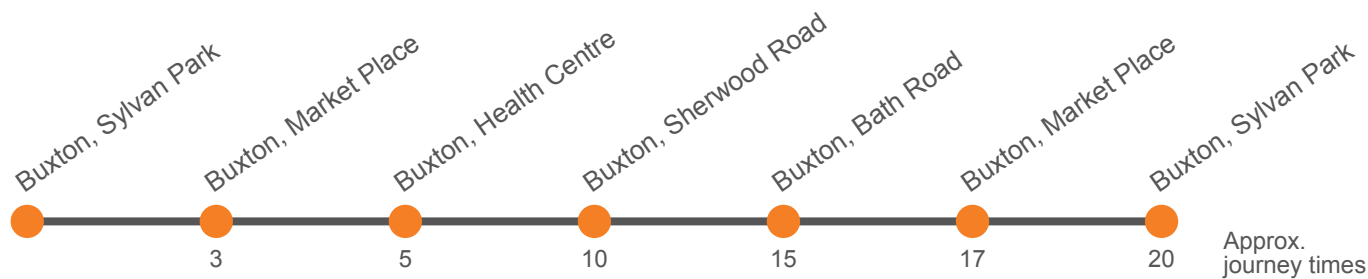 Buxton, Sylvan Park
Buxton, Market Place
Buxton, Health Centre
Buxton, Sherwood Road
Buxton, Bath Road
Buxton, Market Place
Buxton, Sylvan Park
3
5
10
15
17
20
Approx.
journey times